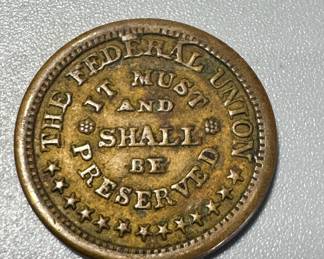 THE FEDERAL UNION
IT MUST
AND
SHALL
BE
PRESERVED